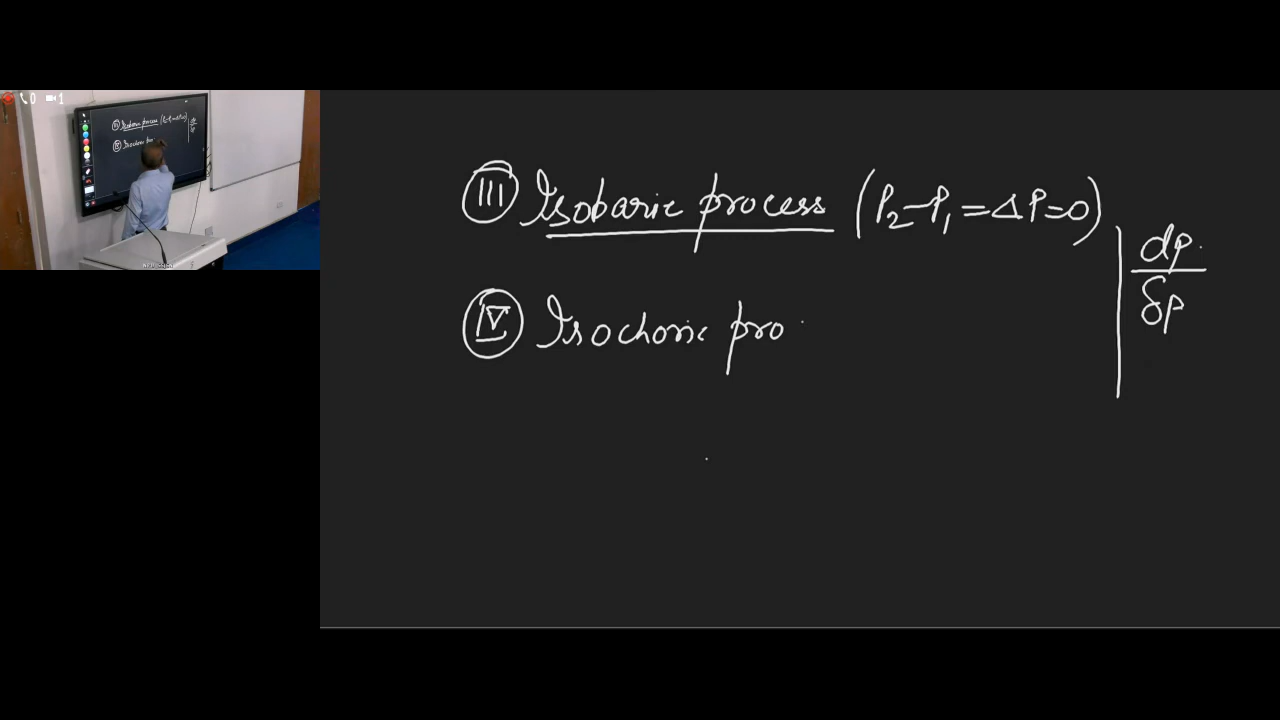 III Isobaric process (P₂-P₁=ΔP=0)
dp
δp
IV Isochoric pro